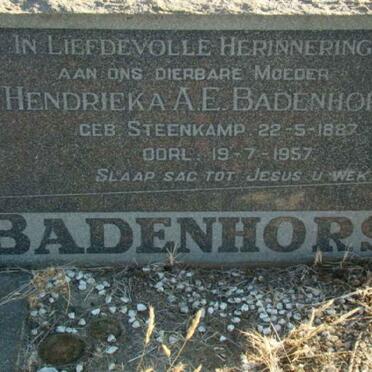 IN LIEFDEVOLLE HERINNERING
AAN ONS DIERBARE MOEDER
HENDRIEKA A.E. BADENHO
GEB STEENKAMP 22-5-1887
OORL. 19-7-1957
SLAAP SAG TOT JESUS U WEK
BADENHORS